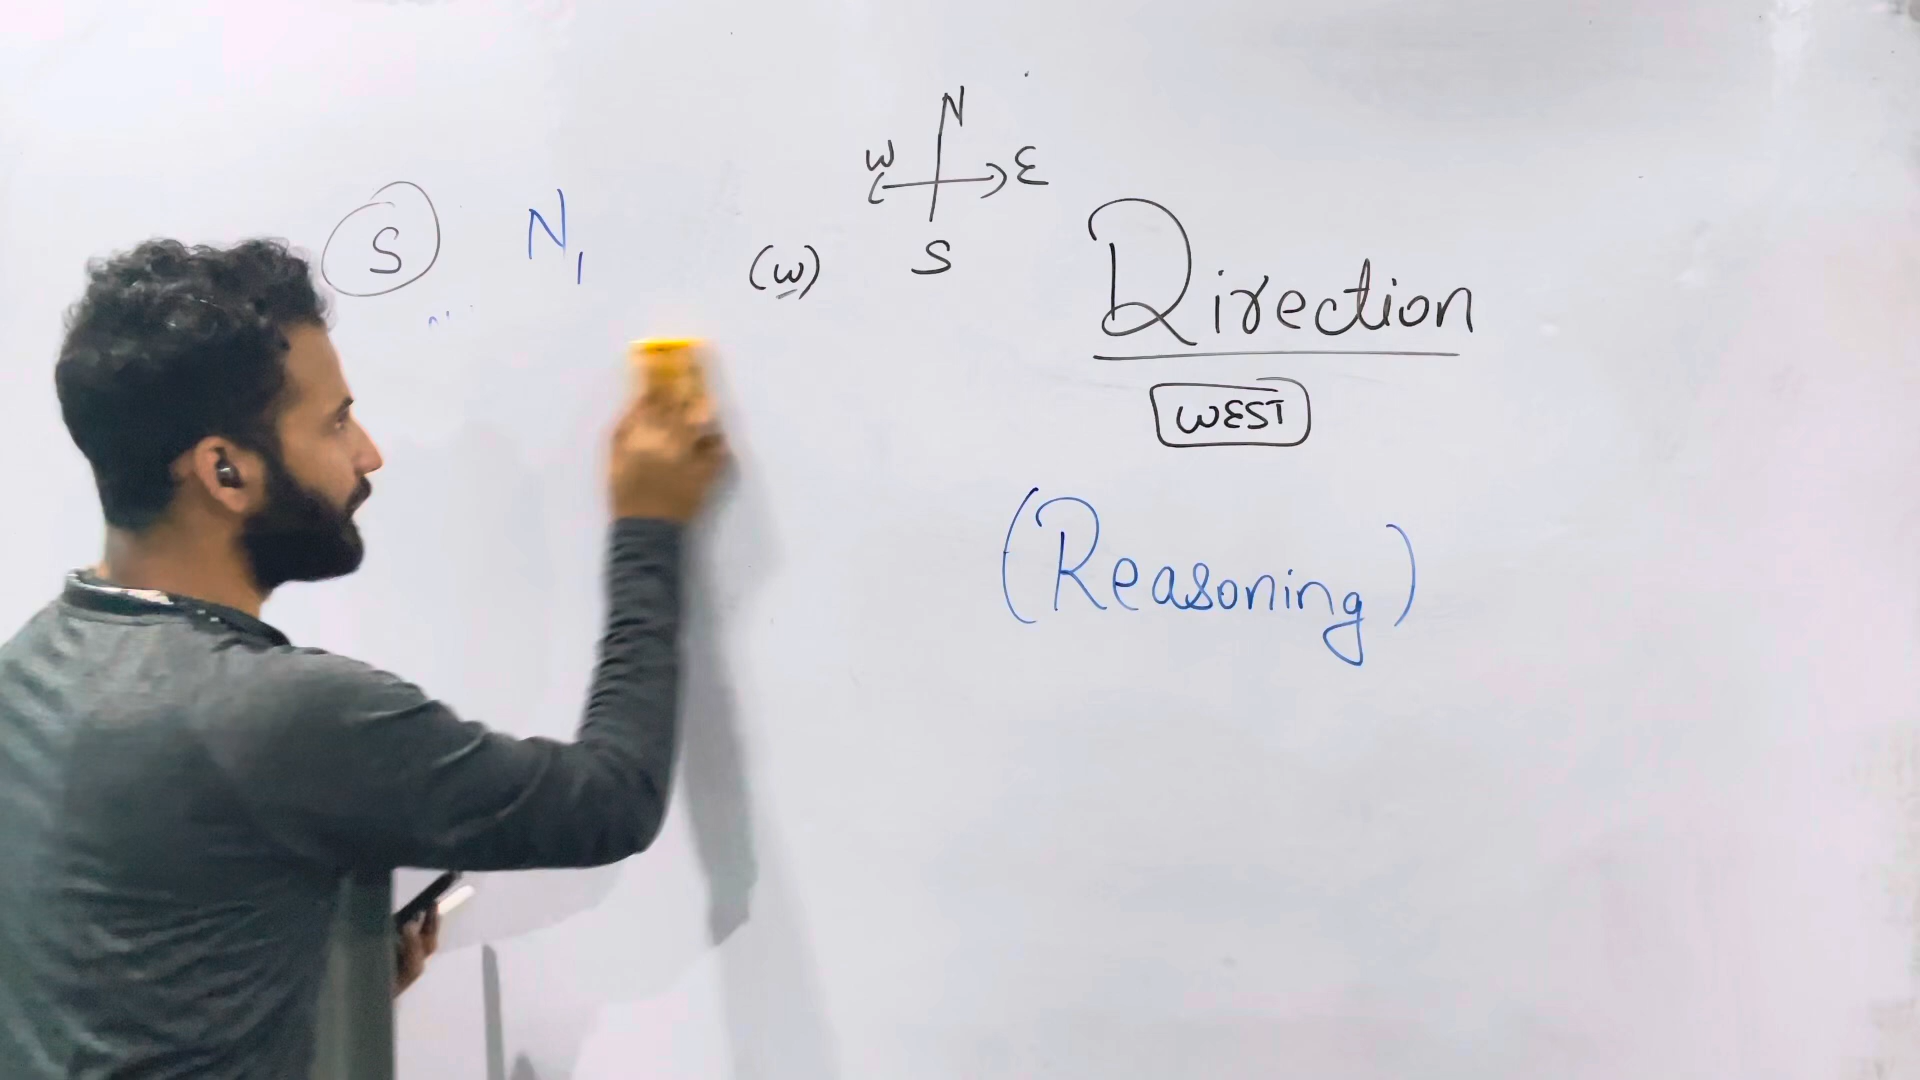 N
W E
S
S N,
(w)
Direction
WEST
(Reasoning)